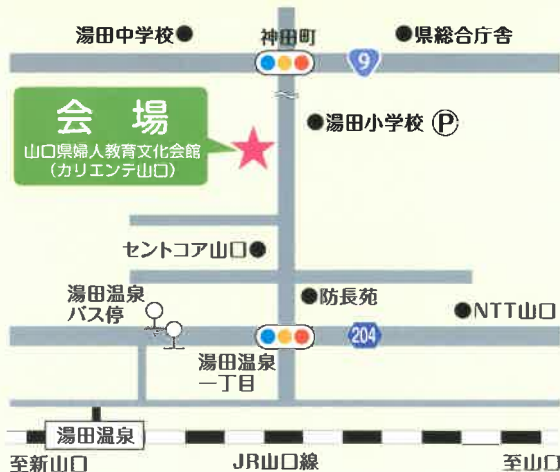 湯田中学校
神田町
県総合庁舎
9
会場
山口県婦人教育文化会館
（カリエンテ山口）
湯田小学校 Ⓟ
セントコア山口
湯田温泉
バス停
防長苑
NTT山口
204
湯田温泉
一丁目
湯田温泉
至新山口
JR山口線
至山口